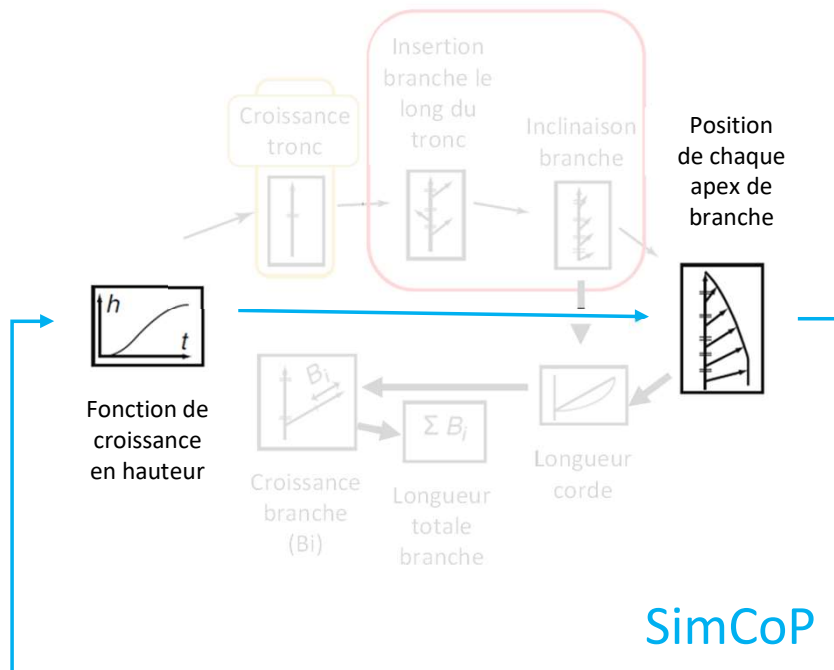 Insertion
branche le
long du
tronc
Croissance
tronc
Inclinaison
branche
Position
de chaque
apex de
branche
h
t
Fonction de
croissance
en hauteur
Bi
Croissance
branche
(Bi)
Σ Bi
Longueur
totale
branche
Longueur
corde
SimCoP